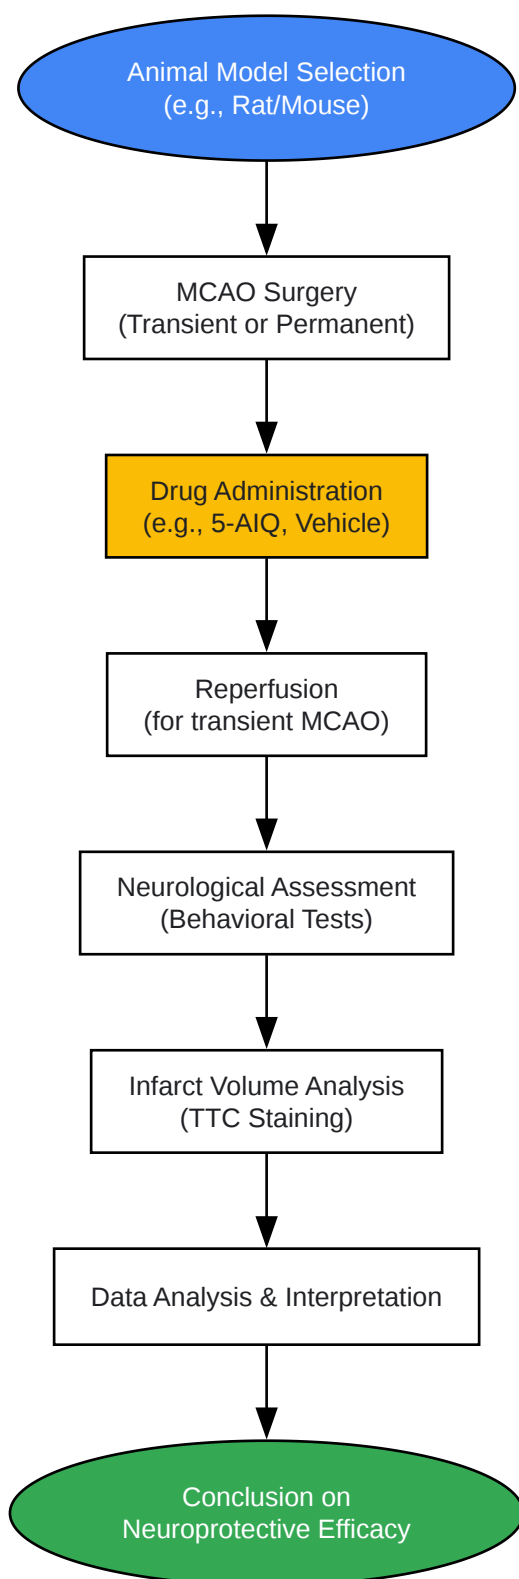 Animal Model Selection
(e.g., Rat/Mouse)
MCAO Surgery
(Transient or Permanent)
Drug Administration
(e.g., 5-AIQ, Vehicle)
Reperfusion
(for transient MCAO)
Neurological Assessment
(Behavioral Tests)
Infarct Volume Analysis
(TTC Staining)
Data Analysis & Interpretation
Conclusion on
Neuroprotective Efficacy